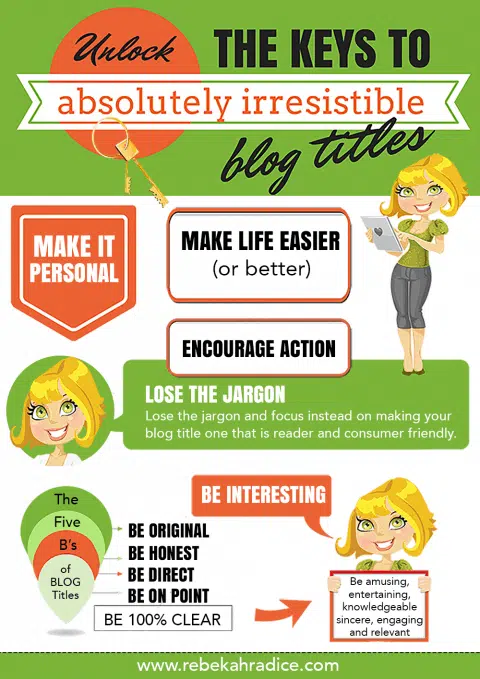 Unlock
THE KEYS TO
absolutely irresistible
blog titles
MAKE IT
PERSONAL
MAKE LIFE EASIER
(or better)
ENCOURAGE ACTION
LOSE THE JARGON
Lose the jargon and focus instead on making your
blog title one that is reader and consumer friendly.
The
Five
B's
of
BLOG
Titles
BE ORIGINAL
BE HONEST
BE DIRECT
BE ON POINT
BE 100% CLEAR
BE INTERESTING
Be amusing,
entertaining,
knowledgeable
sincere, engaging
and relevant
www.rebekahradice.com